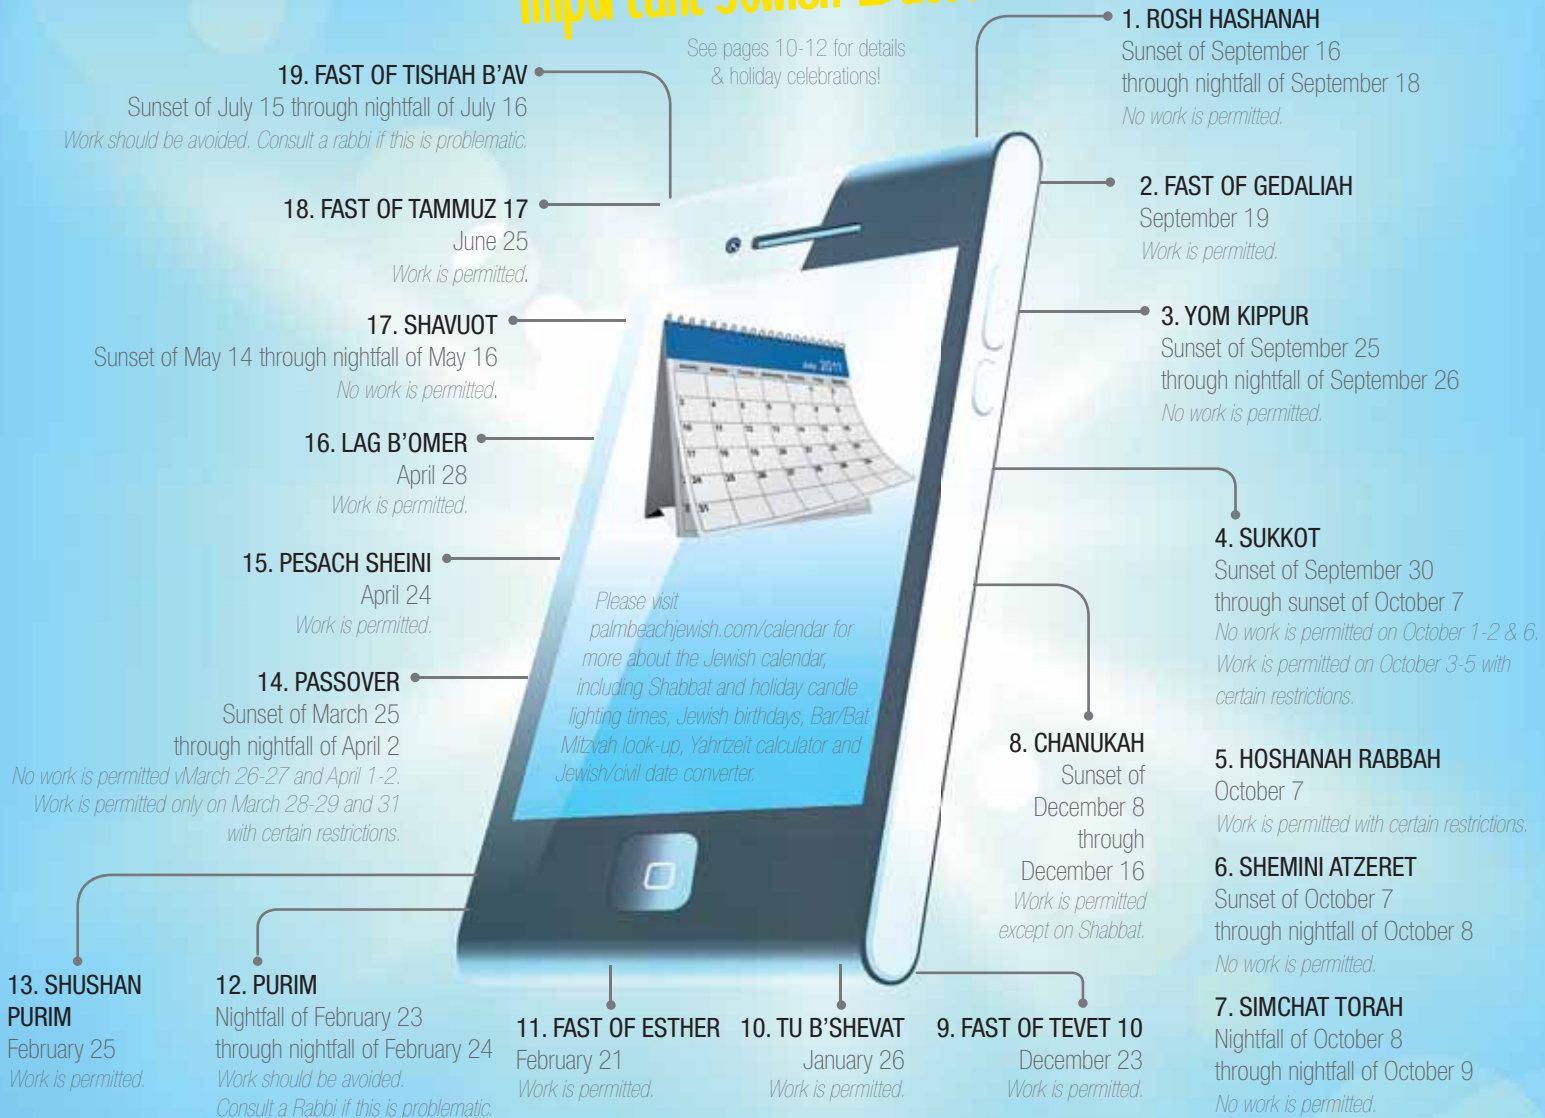 Important Jewish Dates
See pages 10-12 for details
& holiday celebrations!
1. ROSH HASHANAH
Sunset of September 16
through nightfall of September 18
No work is permitted.
2. FAST OF GEDALIAH
September 19
Work is permitted.
3. YOM KIPPUR
Sunset of September 25
through nightfall of September 26
No work is permitted.
4. SUKKOT
Sunset of September 30
through sunset of October 7
No work is permitted on October 1-2 & 6.
Work is permitted on October 3-5 with
certain restrictions.
5. HOSHANAH RABBAH
October 7
Work is permitted with certain restrictions.
6. SHEMINI ATZERET
Sunset of October 7
through nightfall of October 8
No work is permitted.
7. SIMCHAT TORAH
Nightfall of October 8
through nightfall of October 9
No work is permitted.
8. CHANUKAH
Sunset of
December 8
through
December 16
Work is permitted
except on Shabbat.
9. FAST OF TEVET 10
December 23
Work is permitted.
10. TU B'SHEVAT
January 26
Work is permitted.
11. FAST OF ESTHER
February 21
Work is permitted.
12. PURIM
Nightfall of February 23
through nightfall of February 24
Work should be avoided.
Consult a Rabbi if this is problematic.
13. SHUSHAN
PURIM
February 25
Work is permitted.
14. PASSOVER
Sunset of March 25
through nightfall of April 2
No work is permitted vMarch 26-27 and April 1-2.
Work is permitted only on March 28-29 and 31
with certain restrictions.
15. PESACH SHEINI
April 24
Work is permitted.
16. LAG B'OMER
April 28
Work is permitted.
17. SHAVUOT
Sunset of May 14 through nightfall of May 16
No work is permitted.
18. FAST OF TAMMUZ 17
June 25
Work is permitted.
19. FAST OF TISHAH B'AV
Sunset of July 15 through nightfall of July 16
Work should be avoided. Consult a rabbi if this is problematic.
July 2011
Please visit
palmbeachjewish.com/calendar for
more about the Jewish calendar,
including Shabbat and holiday candle
lighting times, Jewish birthdays, Bar/Bat
Mitzvah look-up, Yahrtzeit calculator and
Jewish/civil date converter.